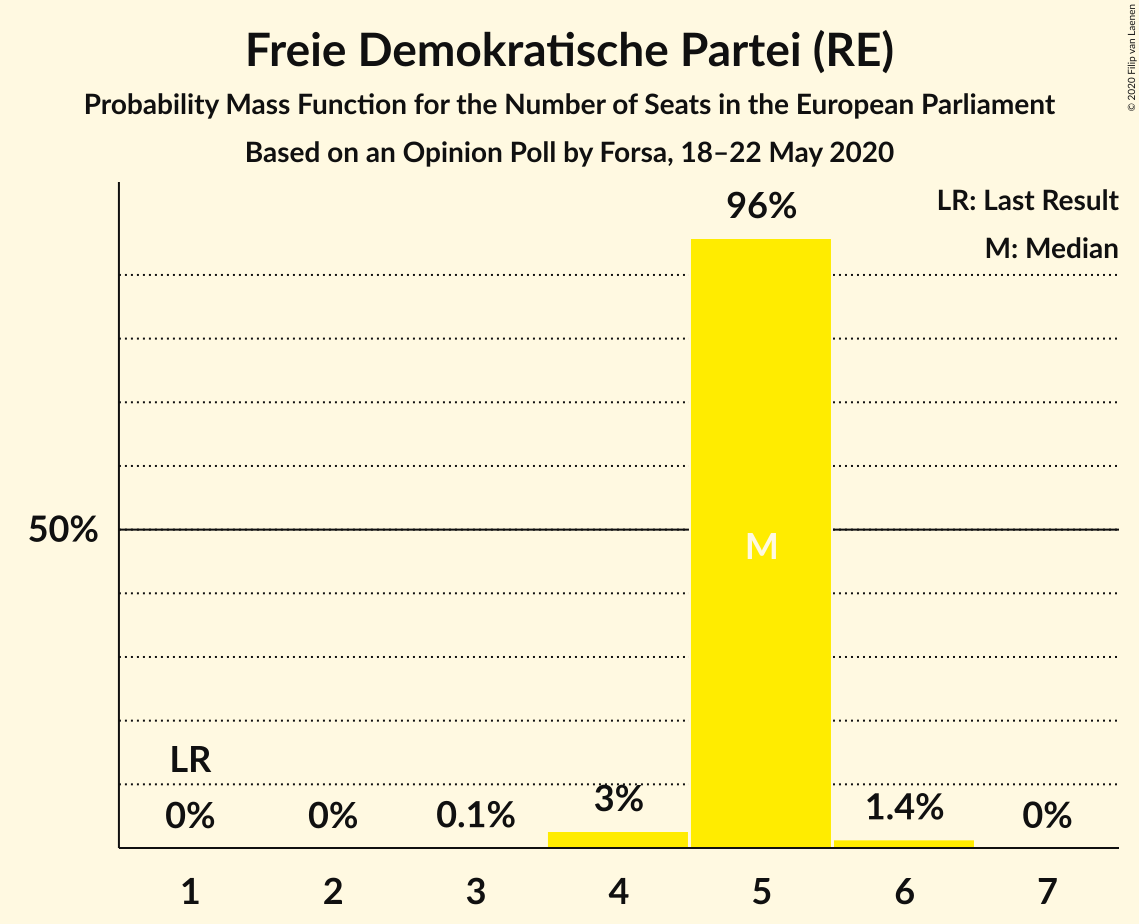 Freie Demokratische Partei (RE)
Probability Mass Function for the Number of Seats in the European Parliament
Based on an Opinion Poll by Forsa, 18–22 May 2020
© 2020 Filip van Laenen
LR: Last Result
M: Median
96%
50%
M
LR
0%
0%
0.1%
3%
1.4%
0%
1
2
3
4
5
6
7